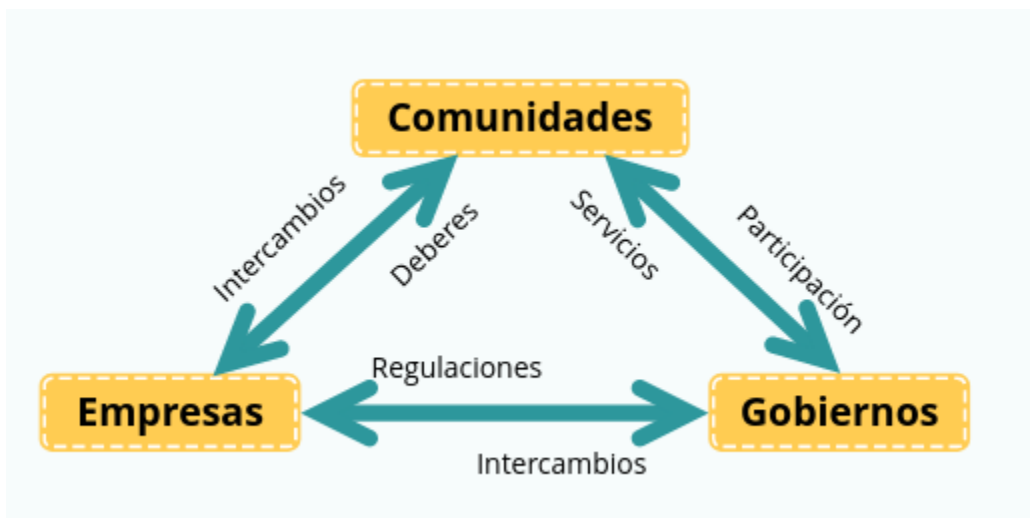 Comunidades
Intercambios
Deberes
Servicios
Participación
Regulaciones
Empresas
Gobiernos
Intercambios